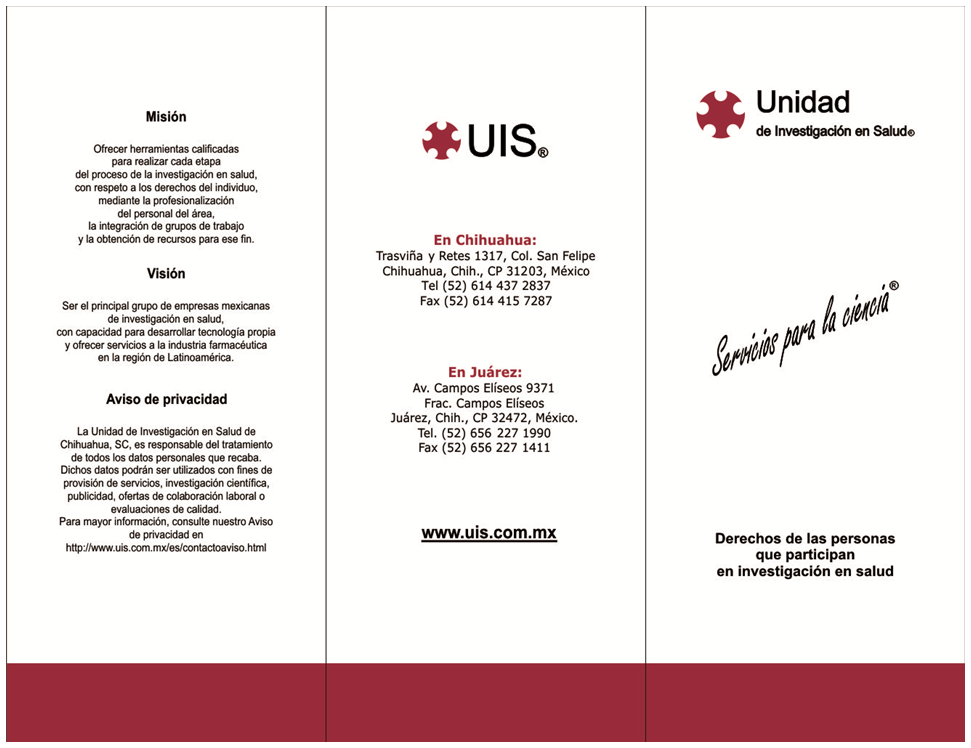 Misión
Ofrecer herramientas calificadas
para realizar cada etapa
del proceso de la investigación en salud,
con respeto a los derechos del individuo,
mediante la profesionalización
del personal del área,
la integración de grupos de trabajo
y la obtención de recursos para ese fin.
Visión
Ser el principal grupo de empresas mexicanas
de investigación en salud,
con capacidad para desarrollar tecnología propia
y ofrecer servicios a la industria farmacéutica
en la región de Latinoamérica.
Aviso de privacidad
La Unidad de Investigación en Salud de
Chihuahua, SC, es responsable del tratamiento
de todos los datos personales que recaba.
Dichos datos podrán ser utilizados con fines de
provisión de servicios, investigación científica,
publicidad, ofertas de colaboración laboral o
evaluaciones de calidad.
Para mayor información, consulte nuestro Aviso
de privacidad en
http://www.uis.com.mx/es/contactoaviso.html
UIS®
En Chihuahua:
Trasviña y Retes 1317, Col. San Felipe
Chihuahua, Chih., CP 31203, México
Tel (52) 614 437 2837
Fax (52) 614 415 7287
En Juárez:
Av. Campos Elíseos 9371
Frac. Campos Elíseos
Juárez, Chih., CP 32472, México.
Tel. (52) 656 227 1990
Fax (52) 656 227 1411
www.uis.com.mx
Unidad
de Investigación en Salud®
Servicios para la ciencia®
Derechos de las personas
que participan
en investigación en salud